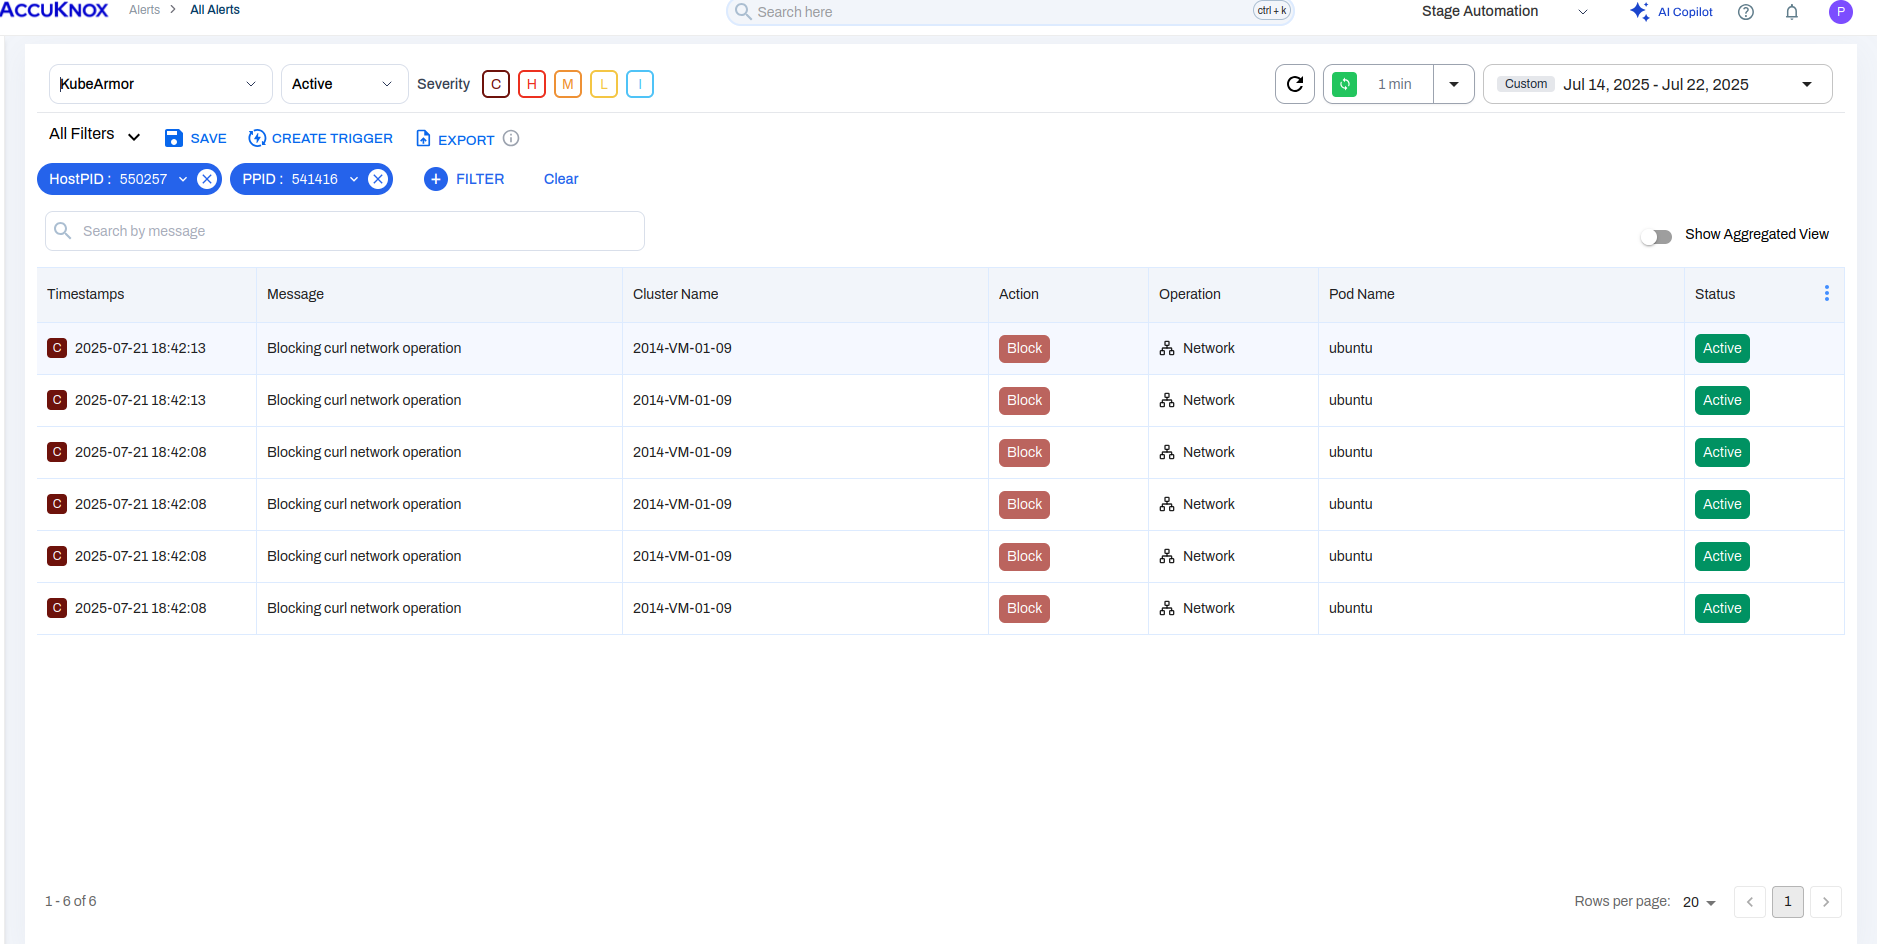 ACCUKNOX Alerts > All Alerts Search here ctrl + k Stage Automation AI Copilot P
KubeArmor Active Severity C H M L I 1 min Custom Jul 14, 2025 - Jul 22, 2025
All Filters SAVE CREATE TRIGGER EXPORT
HostPID : 550257 PPID : 541416 + FILTER Clear
Search by message
Show Aggregated View
Timestamps Message Cluster Name Action Operation Pod Name Status
C 2025-07-21 18:42:13 Blocking curl network operation 2014-VM-01-09 Block Network ubuntu Active
C 2025-07-21 18:42:13 Blocking curl network operation 2014-VM-01-09 Block Network ubuntu Active
C 2025-07-21 18:42:08 Blocking curl network operation 2014-VM-01-09 Block Network ubuntu Active
C 2025-07-21 18:42:08 Blocking curl network operation 2014-VM-01-09 Block Network ubuntu Active
C 2025-07-21 18:42:08 Blocking curl network operation 2014-VM-01-09 Block Network ubuntu Active
C 2025-07-21 18:42:08 Blocking curl network operation 2014-VM-01-09 Block Network ubuntu Active
1 - 6 of 6 Rows per page: 20 < 1 >